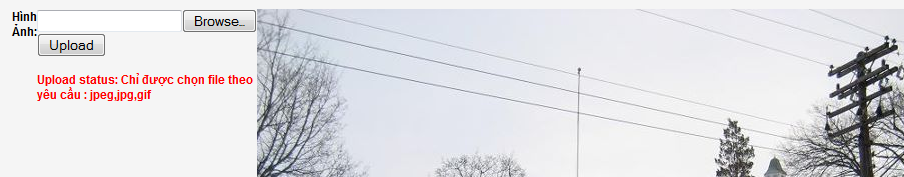 Hình
Ảnh:
Browse..
Upload
Upload status: Chỉ được chọn file theo
yêu cầu : jpeg,jpg,gif